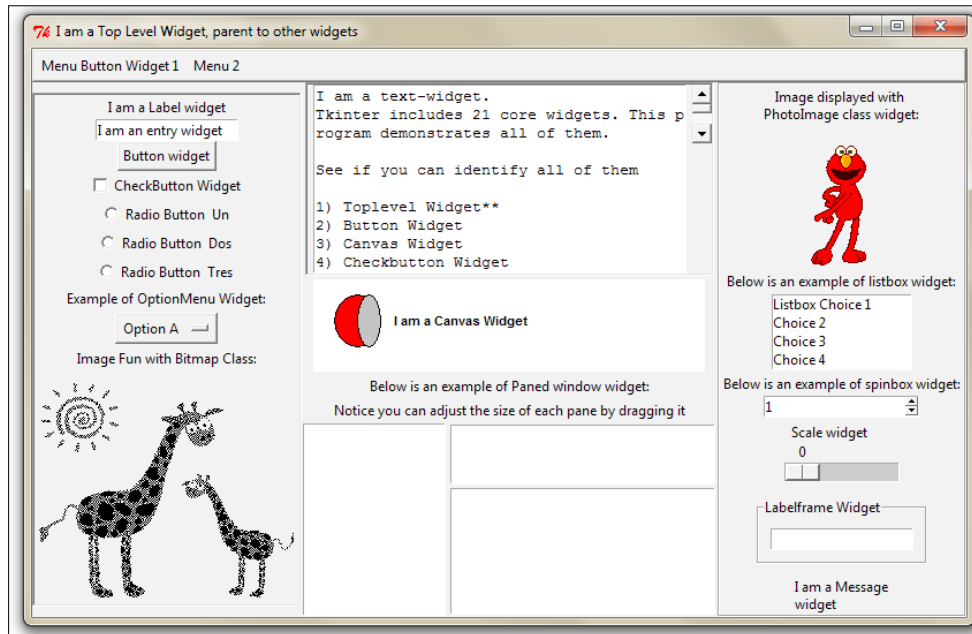 I am a Top Level Widget, parent to other widgets
Menu Button Widget 1 Menu 2
I am a Label widget
I am an entry widget
Button widget
CheckButton Widget
Radio Button Un
Radio Button Dos
Radio Button Tres
Example of OptionMenu Widget:
Option A
Image Fun with Bitmap Class:
I am a text-widget.
Tkinter includes 21 core widgets. This p
rogram demonstrates all of them.
See if you can identify all of them
1) Toplevel Widget**
2) Button Widget
3) Canvas Widget
4) Checkbutton Widget
I am a Canvas Widget
Below is an example of Paned window widget:
Notice you can adjust the size of each pane by dragging it
Image displayed with
PhotoImage class widget:
Below is an example of listbox widget:
Listbox Choice 1
Choice 2
Choice 3
Choice 4
Below is an example of spinbox widget:
1
Scale widget
0
Labelframe Widget
I am a Message
widget